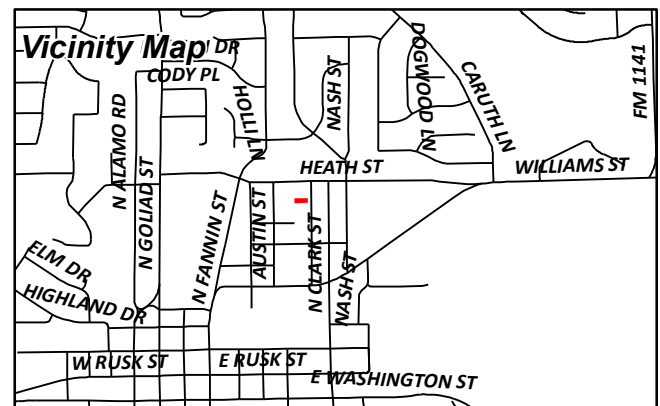 Vicinity Map
DR
CODY PL
HOLLI LN
NASH ST
DOGWOOD LN
CARUTH LN
FM 1141
N ALAMO RD
N GOLIAD ST
HEATH ST
WILLIAMS ST
N FANNIN ST
AUSTIN ST
N CLARK ST
NASH ST
ELM DR
HIGHLAND DR
W RUSK ST
E RUSK ST
E WASHINGTON ST